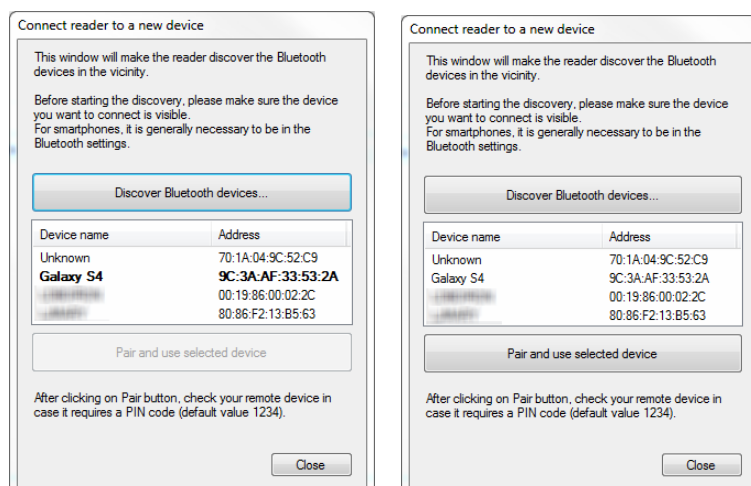 Connect reader to a new device
This window will make the reader discover the Bluetooth
devices in the vicinity.
Before starting the discovery, please make sure the device
you want to connect is visible.
For smartphones, it is generally necessary to be in the
Bluetooth settings.
Discover Bluetooth devices...
Device name Address
Unknown 70:1A:04:9C:52:C9
Galaxy S4 9C:3A:AF:33:53:2A
00:19:86:00:02:2C
80:86:F2:13:B5:63
Pair and use selected device
After clicking on Pair button, check your remote device in
case it requires a PIN code (default value 1234).
Close
Connect reader to a new device
This window will make the reader discover the Bluetooth
devices in the vicinity.
Before starting the discovery, please make sure the device
you want to connect is visible.
For smartphones, it is generally necessary to be in the
Bluetooth settings.
Discover Bluetooth devices...
Device name Address
Unknown 70:1A:04:9C:52:C9
Galaxy S4 9C:3A:AF:33:53:2A
00:19:86:00:02:2C
80:86:F2:13:B5:63
Pair and use selected device
After clicking on Pair button, check your remote device in
case it requires a PIN code (default value 1234).
Close